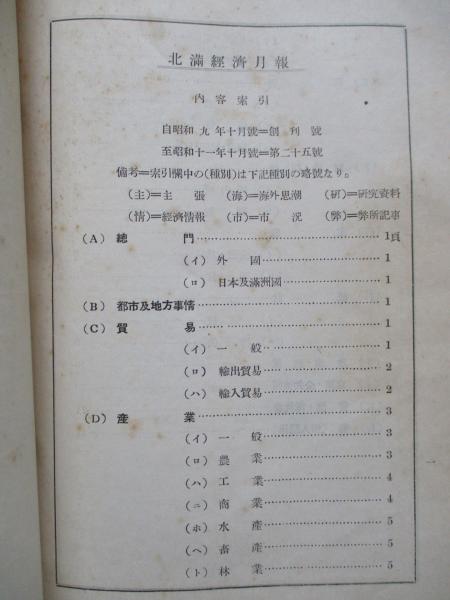 北滿經濟月報
内容索引
自昭和九年十月號＝創刊號
至昭和十一年十月號＝第二十五號
備考＝索引欄中の(種別)は下記種別の略號なり。
(主)＝主張 (海)＝海外思潮 (硏)＝硏究資料
(情)＝經濟情報 (市)＝市況 (弊)＝弊所記事
(A) 總門…………1頁
(イ) 外國…………1
(ロ) 日本及滿洲國…………1
(B) 都市及地方事情…………1
(C) 貿易…………1
(イ) 一般…………1
(ロ) 輸出貿易…………2
(ハ) 輸入貿易…………2
(D) 産業…………3
(イ) 一般…………3
(ロ) 農業…………3
(ハ) 工業…………4
(ニ) 商業…………4
(ホ) 水產…………5
(ヘ) 畜產…………5
(ト) 林業…………5